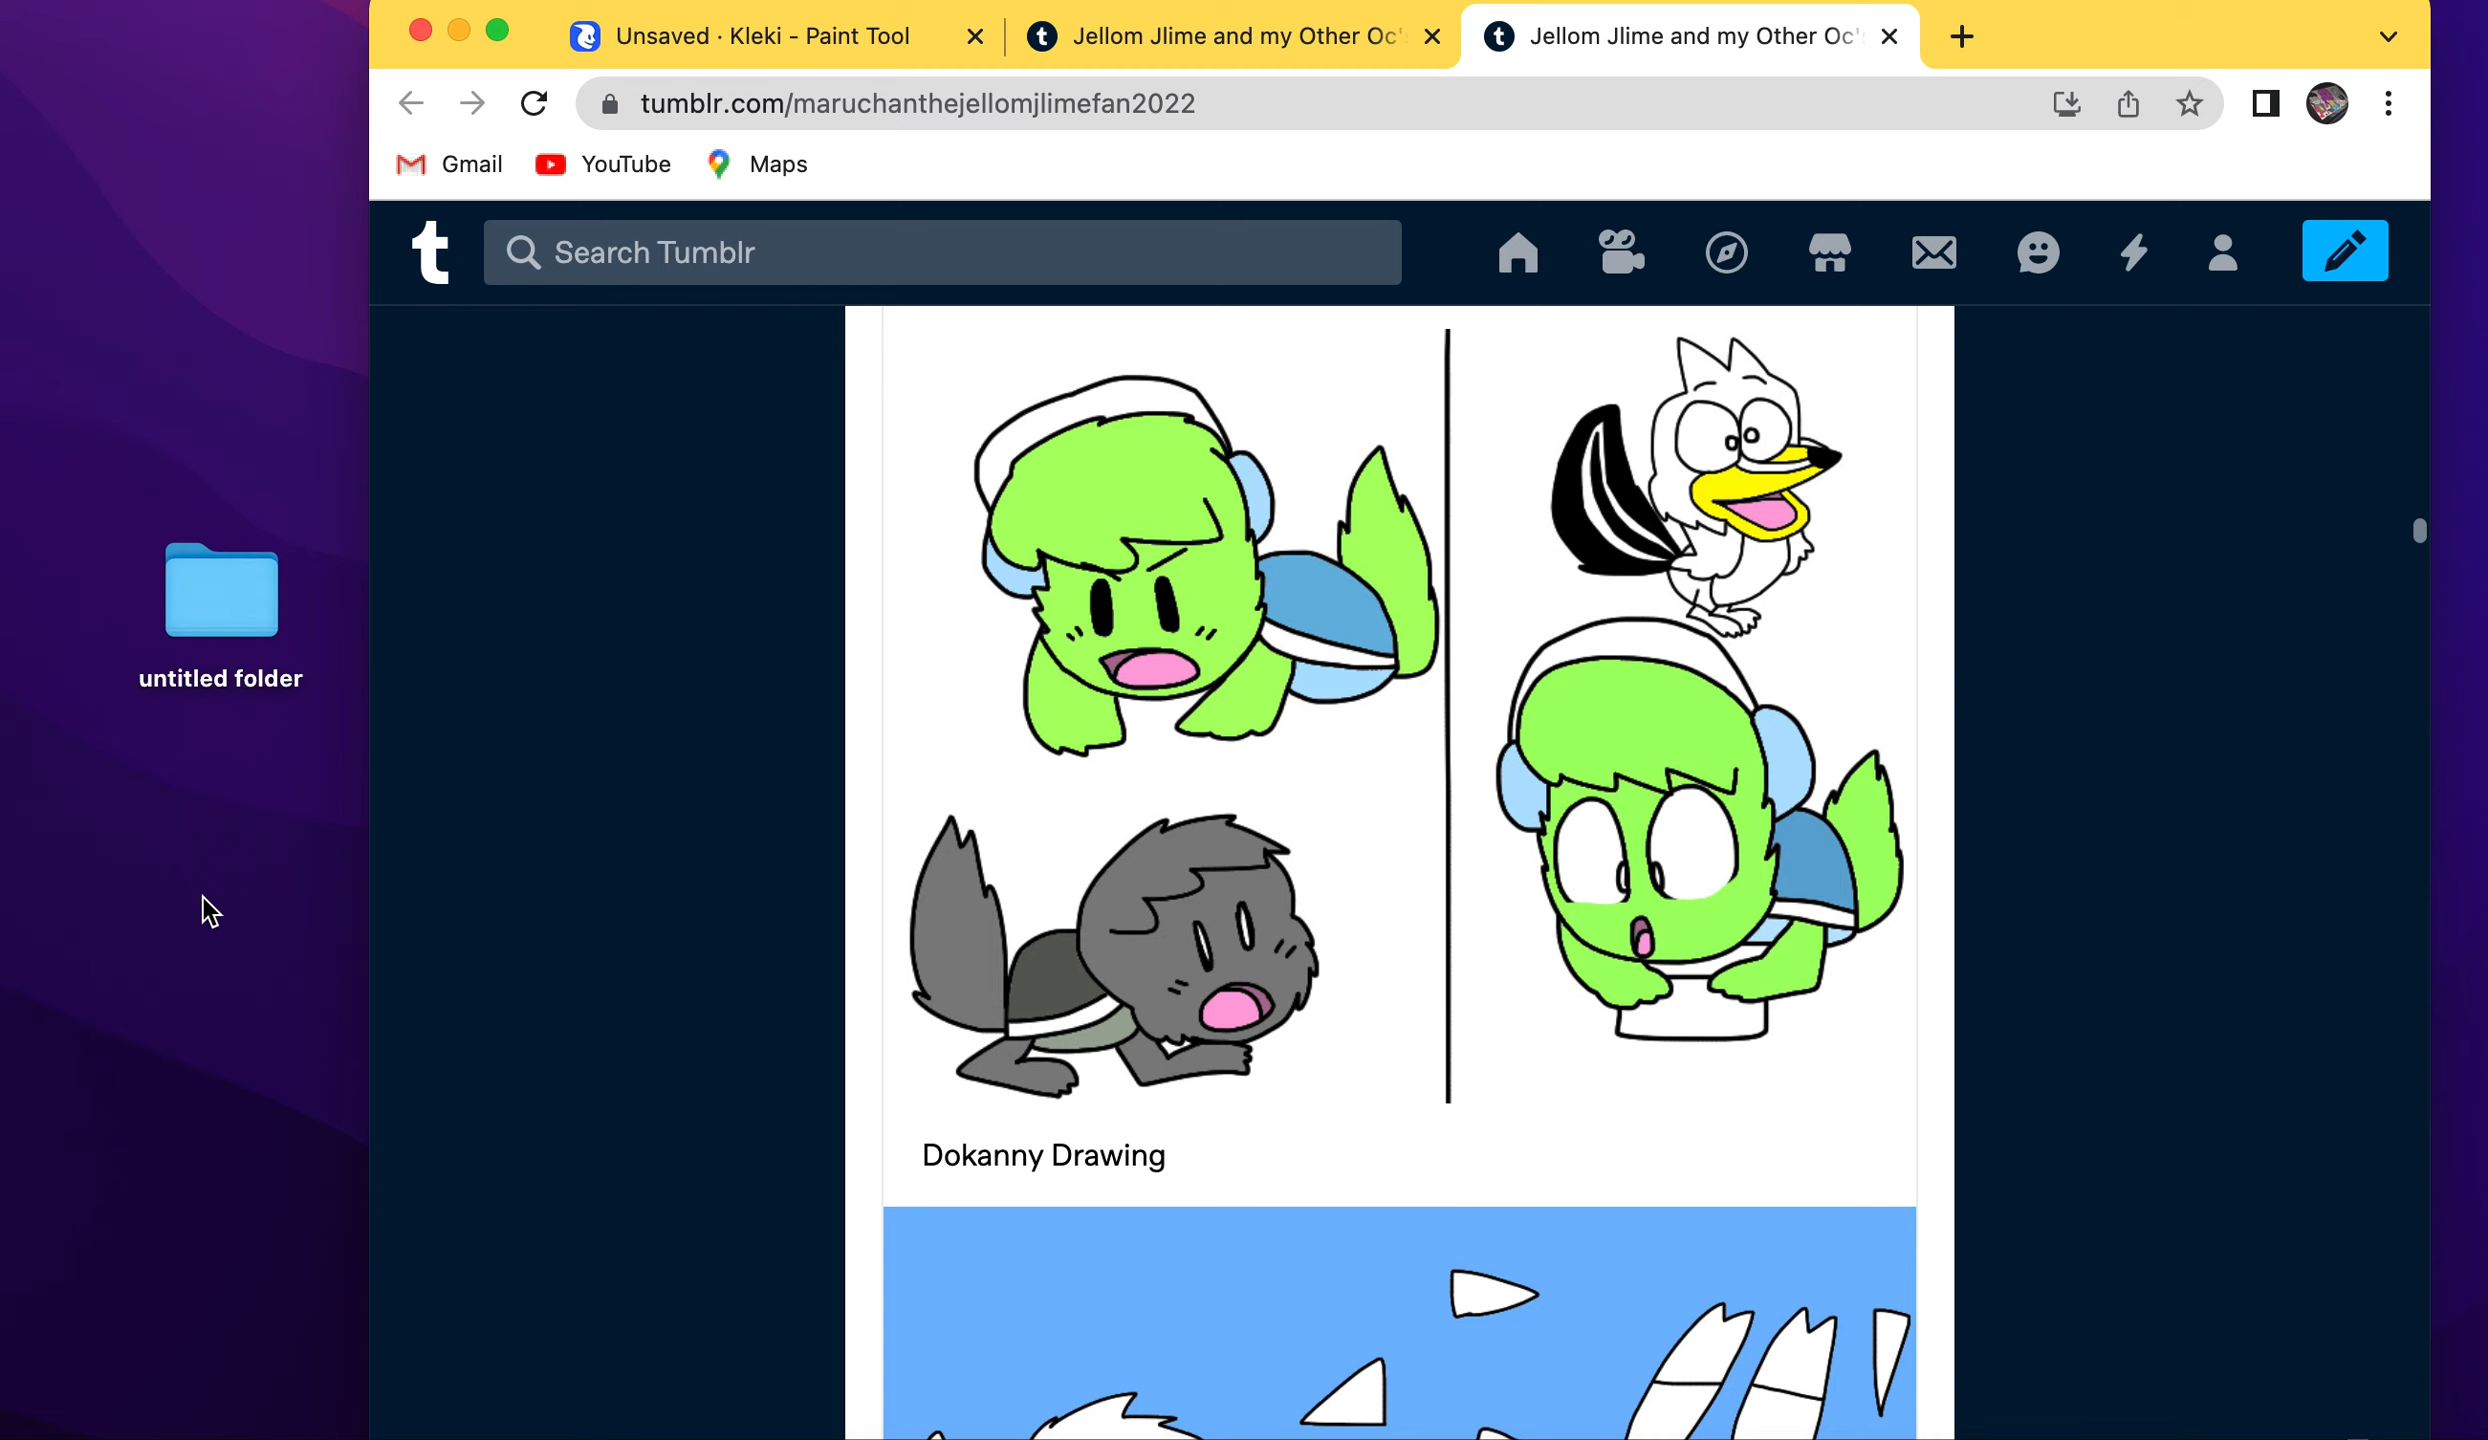 Unsaved · Kleki - Paint Tool
Jellom Jlime and my Other Oc'
Jellom Jlime and my Other Oc's
tumblr.com/maruchanthejellomjlimefan2022
Gmail
YouTube
Maps
t
Search Tumblr
untitled folder
Dokanny Drawing